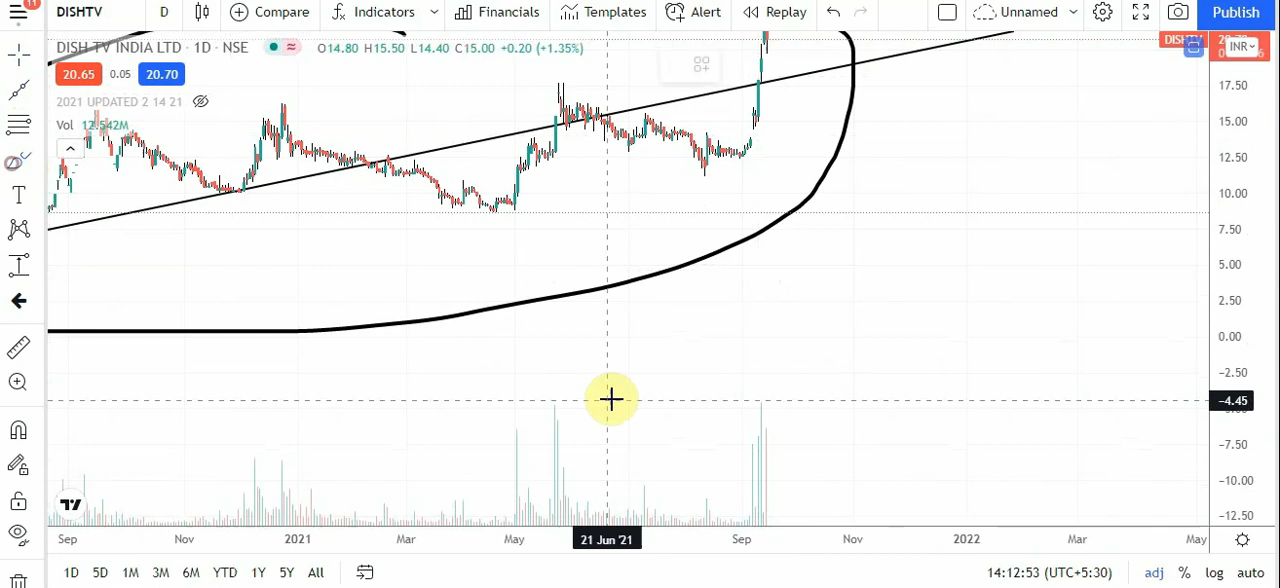 11
DISHTV D Compare Indicators Financials Templates Alert Replay Unnamed Publish
DISH TV INDIA LTD · 1D · NSE O14.80 H15.50 L14.40 C15.00 +0.20 (+1.35%)
INR
20.65 0.05 20.70
2021 UPDATED 2 14 21
Vol 12.542M
17.50
15.00
12.50
10.00
7.50
5.00
2.50
0.00
−2.50
−4.45
−7.50
−10.00
−12.50
Sep Nov 2021 Mar May 21 Jun '21 Sep Nov 2022 Mar May
1D 5D 1M 3M 6M YTD 1Y 5Y All 14:12:53 (UTC+5:30) adj % log auto